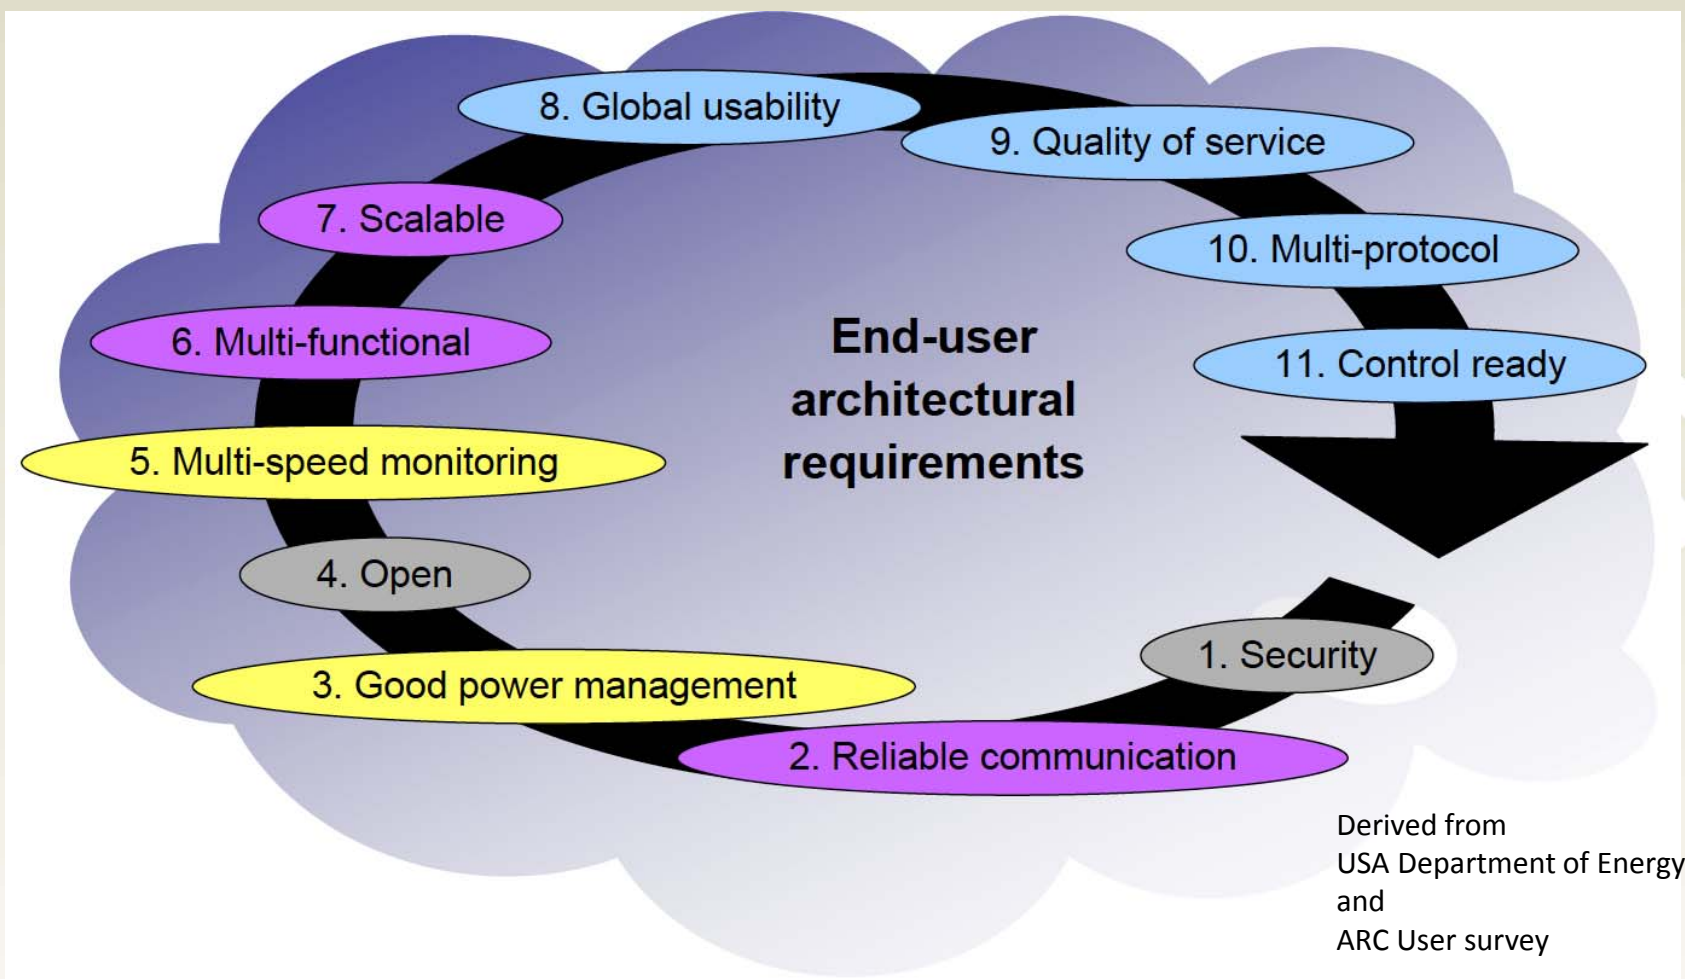 8. Global usability
9. Quality of service
7. Scalable
10. Multi-protocol
6. Multi-functional
End-user
architectural
requirements
11. Control ready
5. Multi-speed monitoring
4. Open
1. Security
3. Good power management
2. Reliable communication
Derived from
USA Department of Energy
and
ARC User survey